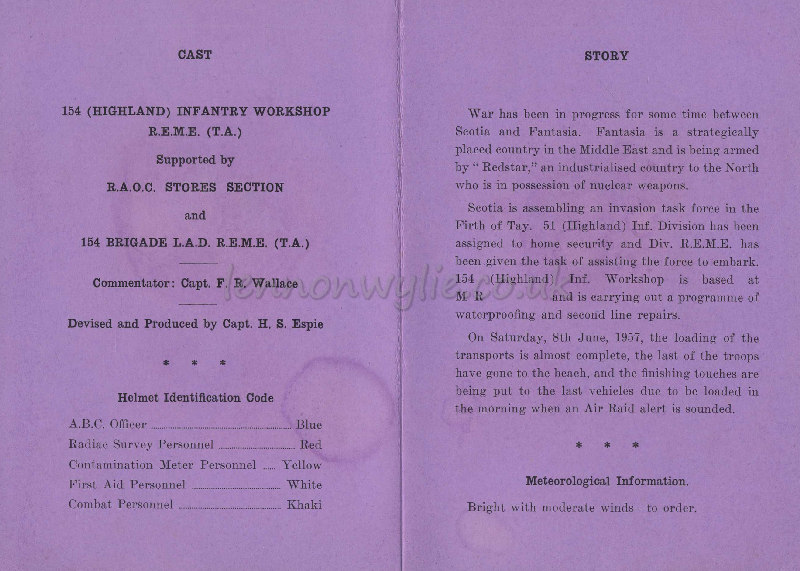 CAST
154 (HIGHLAND) INFANTRY WORKSHOP
R.E.M.E. (T.A.)
Supported by
R.A.O.C. STORES SECTION
and
154 BRIGADE L.A.D. R.E.M.E. (T.A.)
Commentator: Capt. F. R. Wallace
Devised and Produced by Capt. H. S. Espie
* * *
Helmet Identification Code
A.B.C. Officer ........ Blue
Radiac Survey Personnel ........ Red
Contamination Meter Personnel ..... Yellow
First Aid Personnel ........ White
Combat Personnel ........ Khaki
STORY
War has been in progress for some time between
Scotia and Fantasia. Fantasia is a strategically
placed country in the Middle East and is being armed
by "Redstar," an industrialised country to the North
who is in possession of nuclear weapons.
Scotia is assembling an invasion task force in the
Firth of Tay. 51 (Highland) Inf. Division has been
assigned to home security and Div. R.E.M.E. has
been given the task of assisting the force to embark.
154 (Highland) Inf. Workshop is based at
M R and is carrying out a programme of
waterproofing and second line repairs.
On Saturday, 8th June, 1957, the loading of the
transports is almost complete, the last of the troops
have gone to the beach, and the finishing touches are
being put to the last vehicles due to be loaded in
the morning when an Air Raid alert is sounded.
* * *
Meteorological Information.
Bright with moderate winds to order.
lennonwylie.co.uk